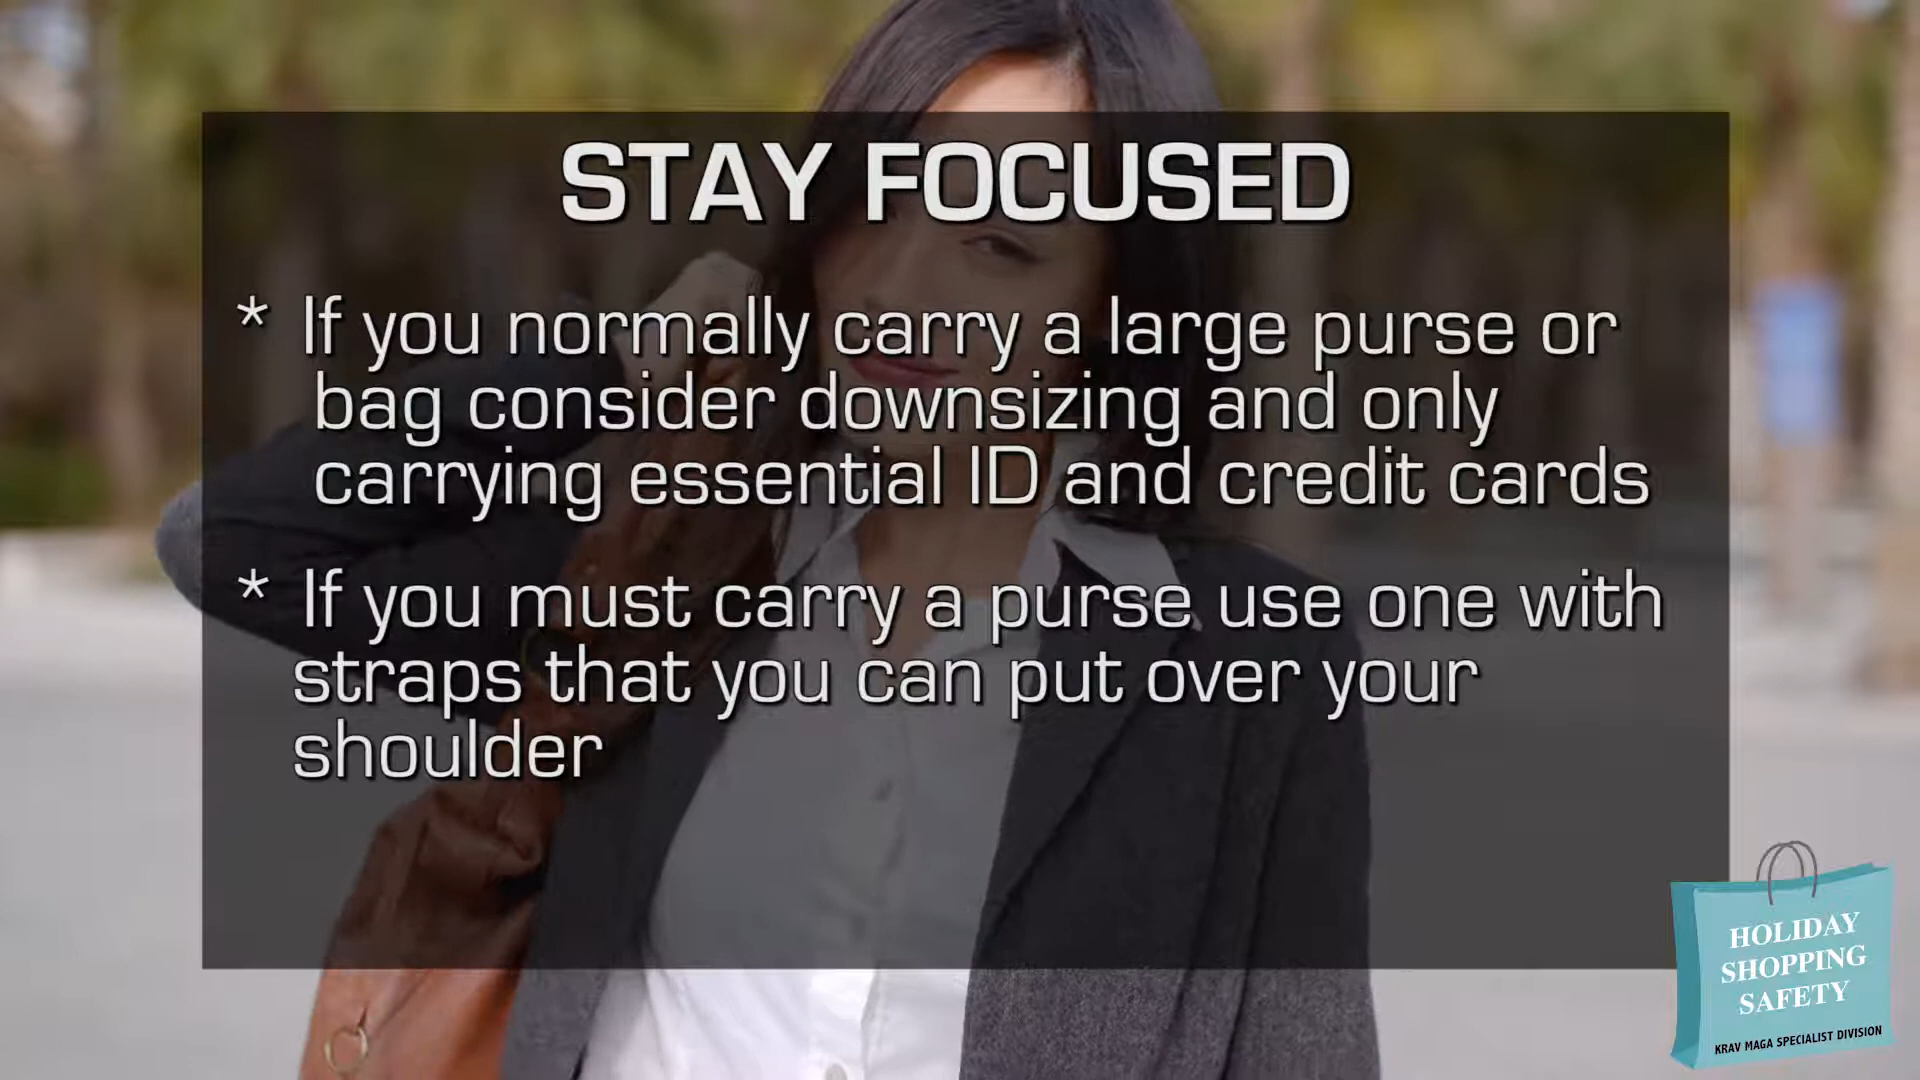 STAY FOCUSED
* If you normally carry a large purse or
bag consider downsizing and only
carrying essential ID and credit cards
* If you must carry a purse use one with
straps that you can put over your
shoulder
HOLIDAY
SHOPPING
SAFETY
KRAV MAGA SPECIALIST DIVISION